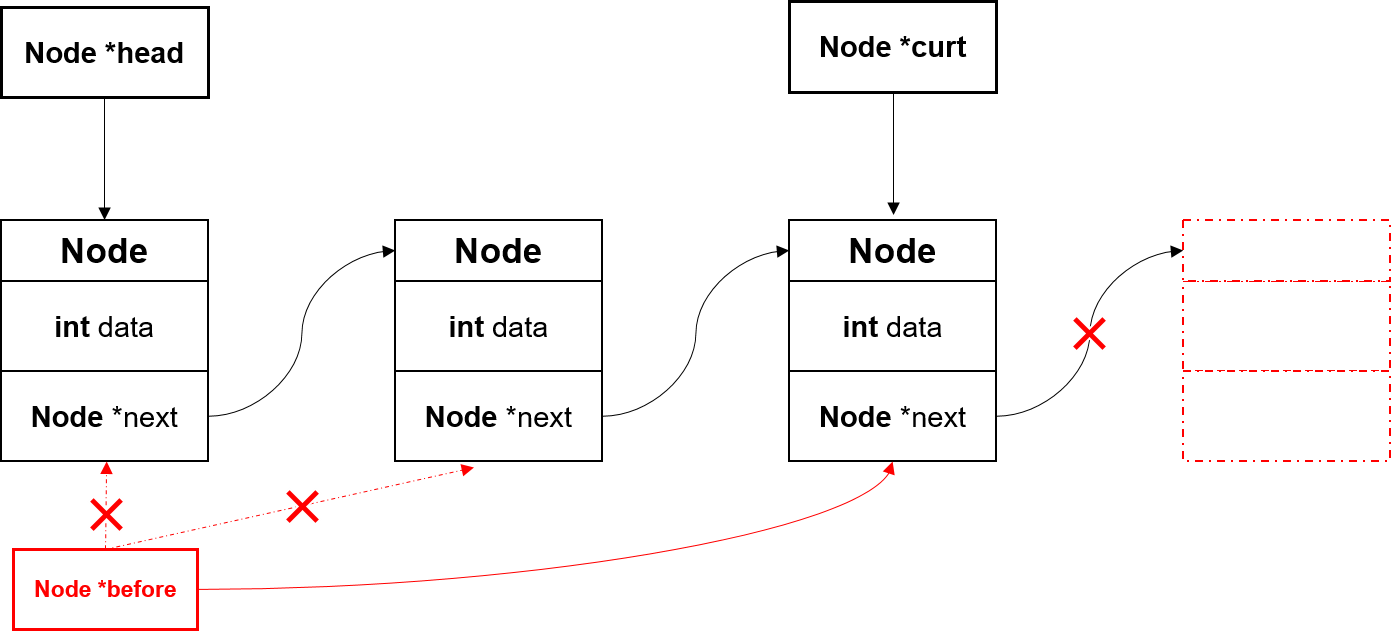 Node *head
Node *curt
Node
Node
Node
int data
int data
int data
Node *next
Node *next
Node *next
Node *before